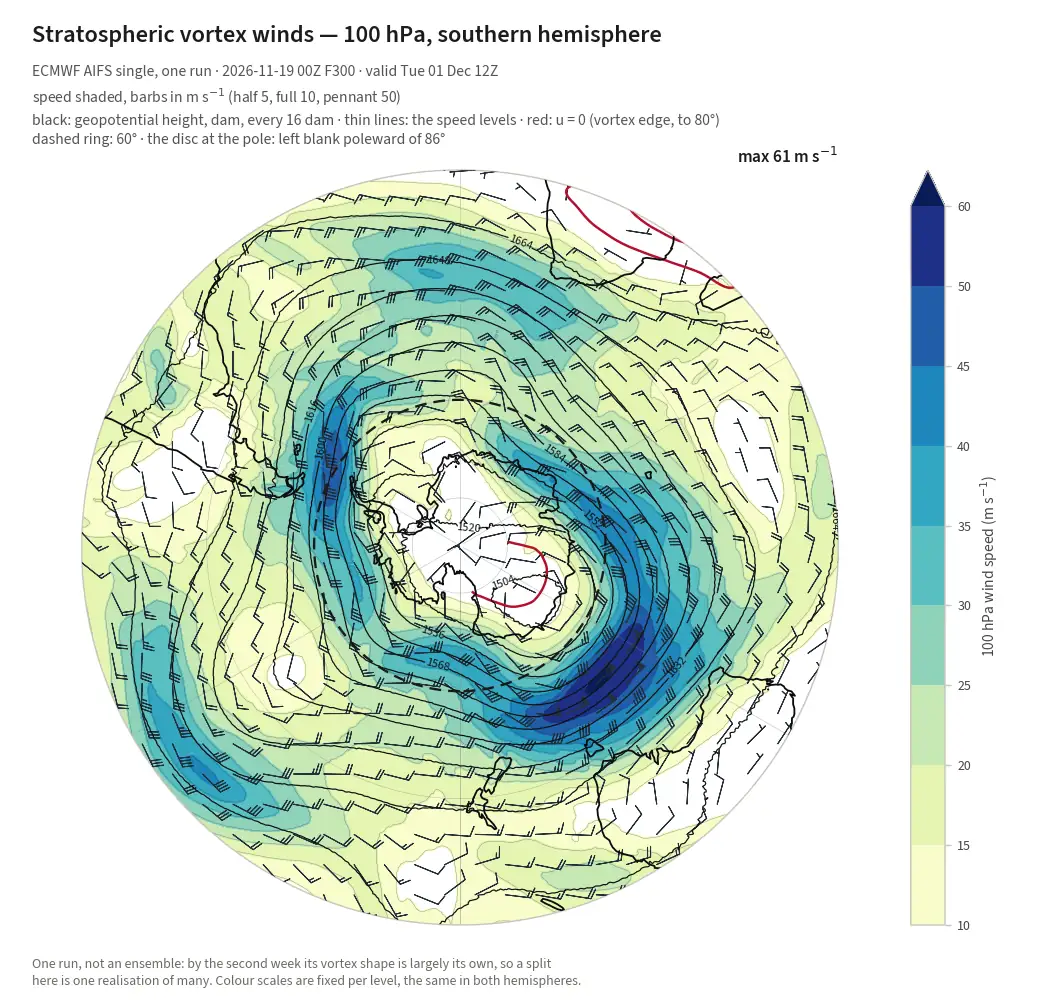 Stratospheric vortex winds — 100 hPa, southern hemisphere
ECMWF AIFS single, one run · 2026-11-19 00Z F300 · valid Tue 01 Dec 12Z
speed shaded, barbs in m s⁻¹ (half 5, full 10, pennant 50)
black: geopotential height, dam, every 16 dam · thin lines: the speed levels · red: u = 0 (vortex edge, to 80°)
dashed ring: 60° · the disc at the pole: left blank poleward of 86°
max 61 m s⁻¹
60
50
45
40
35
30
25
20
15
10
100 hPa wind speed (m s⁻¹)
1664
1616
1600
1584
1552
1520
1504
1536
1568
One run, not an ensemble: by the second week its vortex shape is largely its own, so a split
here is one realisation of many. Colour scales are fixed per level, the same in both hemispheres.